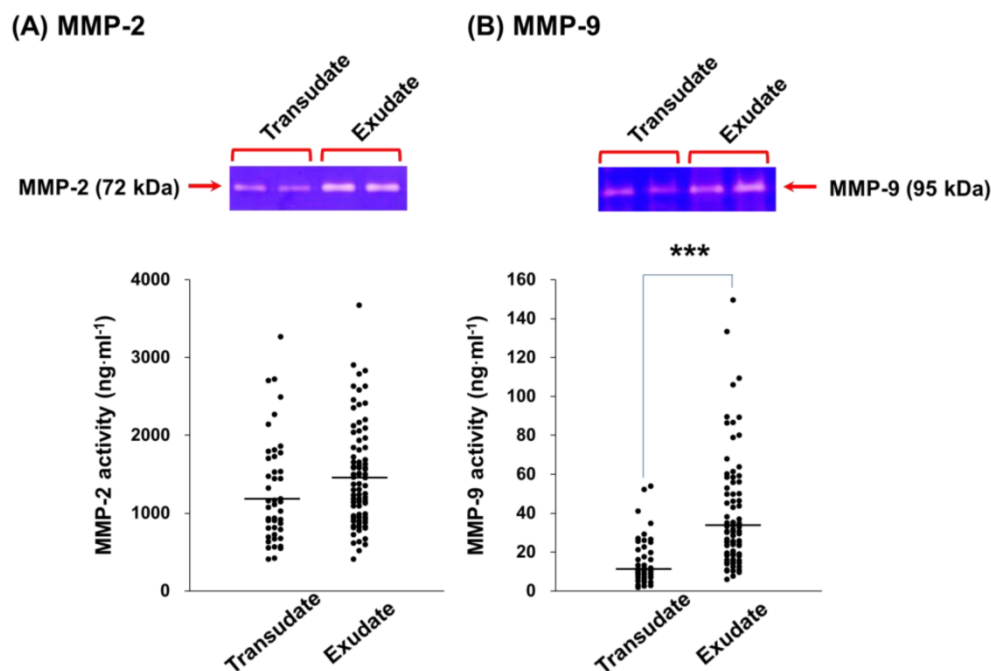 (A) MMP-2
Transudate
Exudate
MMP-2 (72 kDa)
MMP-2 activity (ng·ml⁻¹)
4000
3000
2000
1000
0
Transudate
Exudate
(B) MMP-9
Transudate
Exudate
MMP-9 (95 kDa)
***
MMP-9 activity (ng·ml⁻¹)
160
140
120
100
80
60
40
20
0
Transudate
Exudate